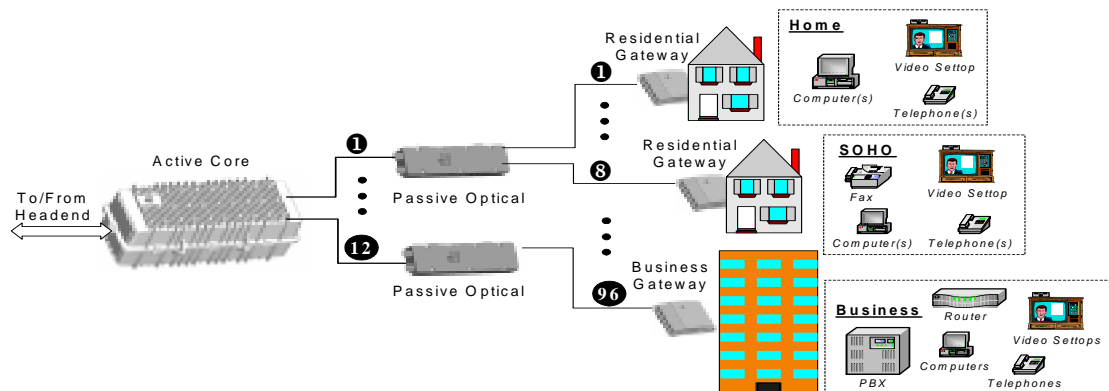 Residential
Gateway
Home
Video Settop
Computer(s)
Telephone(s)
1
Active Core
1
Residential
Gateway
8
SOHO
Fax
Video Settop
Computer(s)
Telephone(s)
To/From
Headend
Passive Optical
12
Passive Optical
Business
Gateway
96
Business
Router
Video Settops
PBX
Computers
Telephones